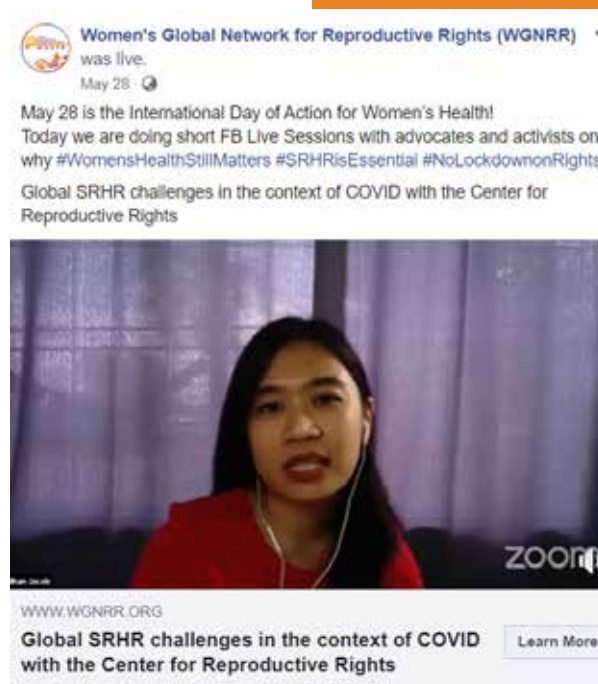 Women's Global Network for Reproductive Rights (WGNRR)
was live.
May 28
May 28 is the International Day of Action for Women's Health!
Today we are doing short FB Live Sessions with advocates and activists on
why #WomensHealthStillMatters #SRHRisEssential #NoLockdownonRights
Global SRHR challenges in the context of COVID with the Center for
Reproductive Rights
zoom
WWW.WGNRR.ORG
Global SRHR challenges in the context of COVID
with the Center for Reproductive Rights
Learn More